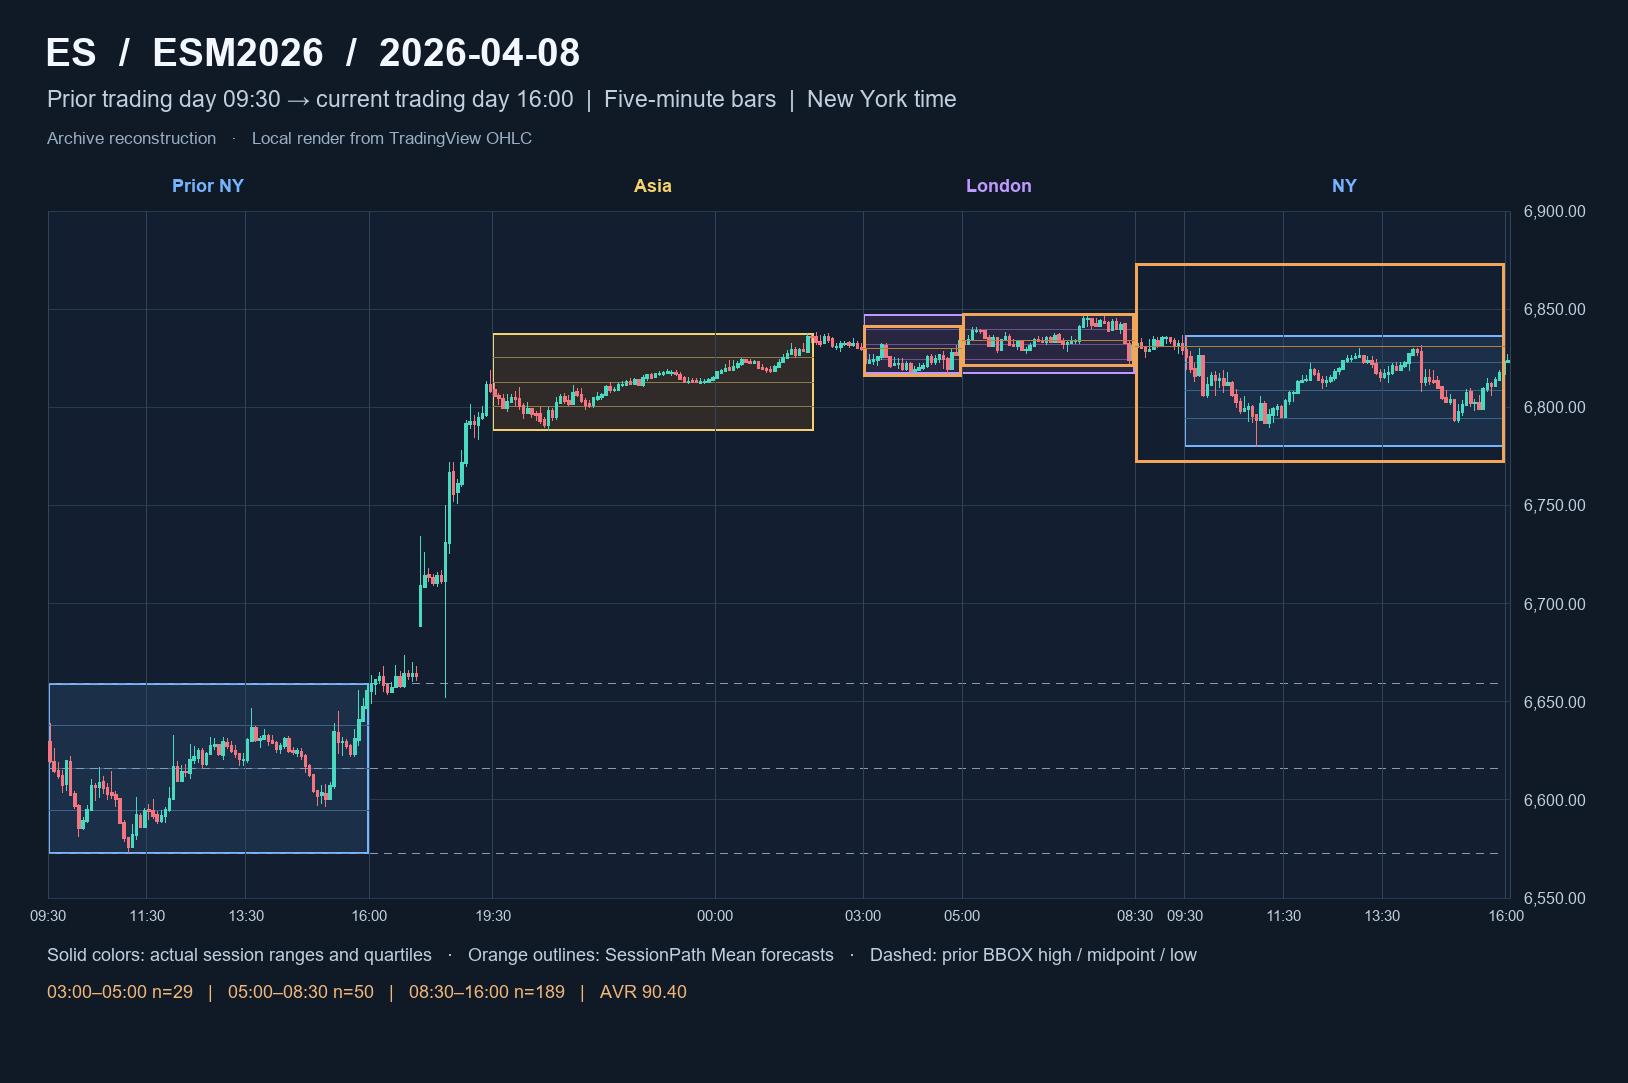 ES / ESM2026 / 2026-04-08
Prior trading day 09:30 → current trading day 16:00 | Five-minute bars | New York time
Archive reconstruction · Local render from TradingView OHLC
Prior NY Asia London NY
6,900.00
6,850.00
6,800.00
6,750.00
6,700.00
6,650.00
6,600.00
6,550.00
09:30 11:30 13:30 16:00 19:30 00:00 03:00 05:00 08:30 09:30 11:30 13:30 16:00
Solid colors: actual session ranges and quartiles · Orange outlines: SessionPath Mean forecasts · Dashed: prior BBOX high / midpoint / low
03:00–05:00 n=29 | 05:00–08:30 n=50 | 08:30–16:00 n=189 | AVR 90.40